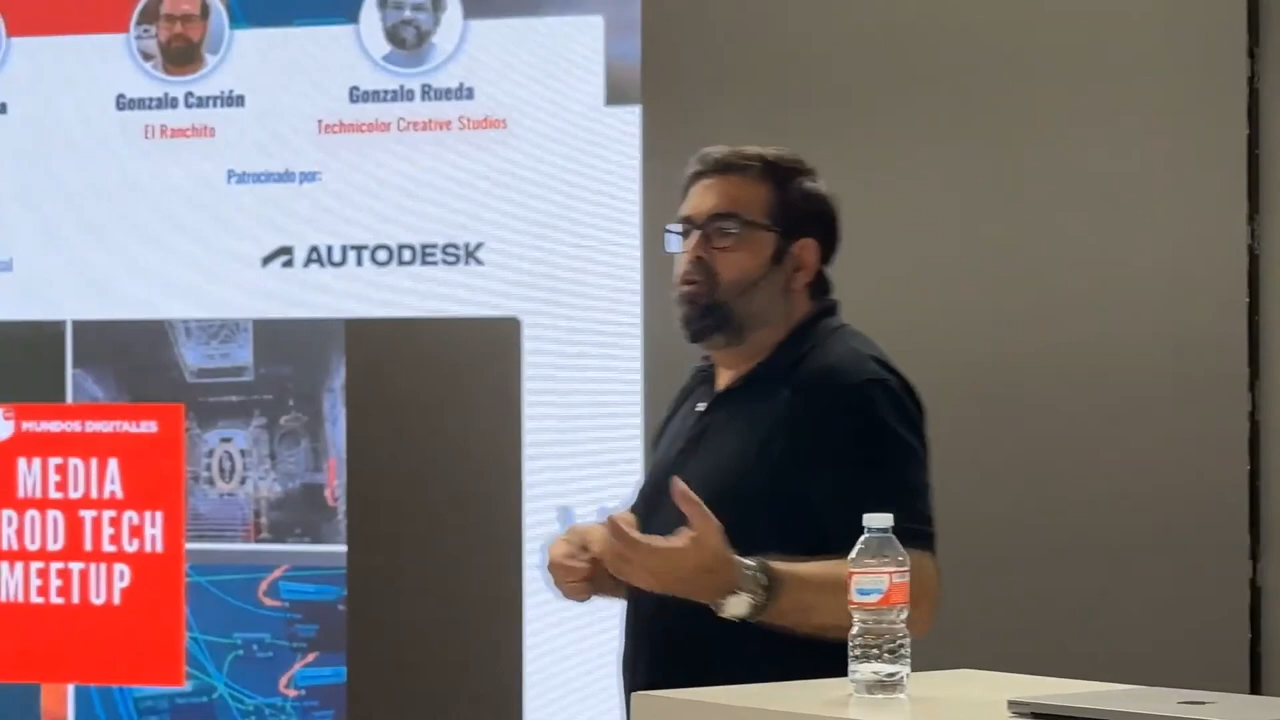 Gonzalo Carrión
El Ranchito
Gonzalo Rueda
Technicolor Creative Studios
Patrocinado por:
AUTODESK
MUNDOS DIGITALES
MEDIA
ROD TECH
MEETUP